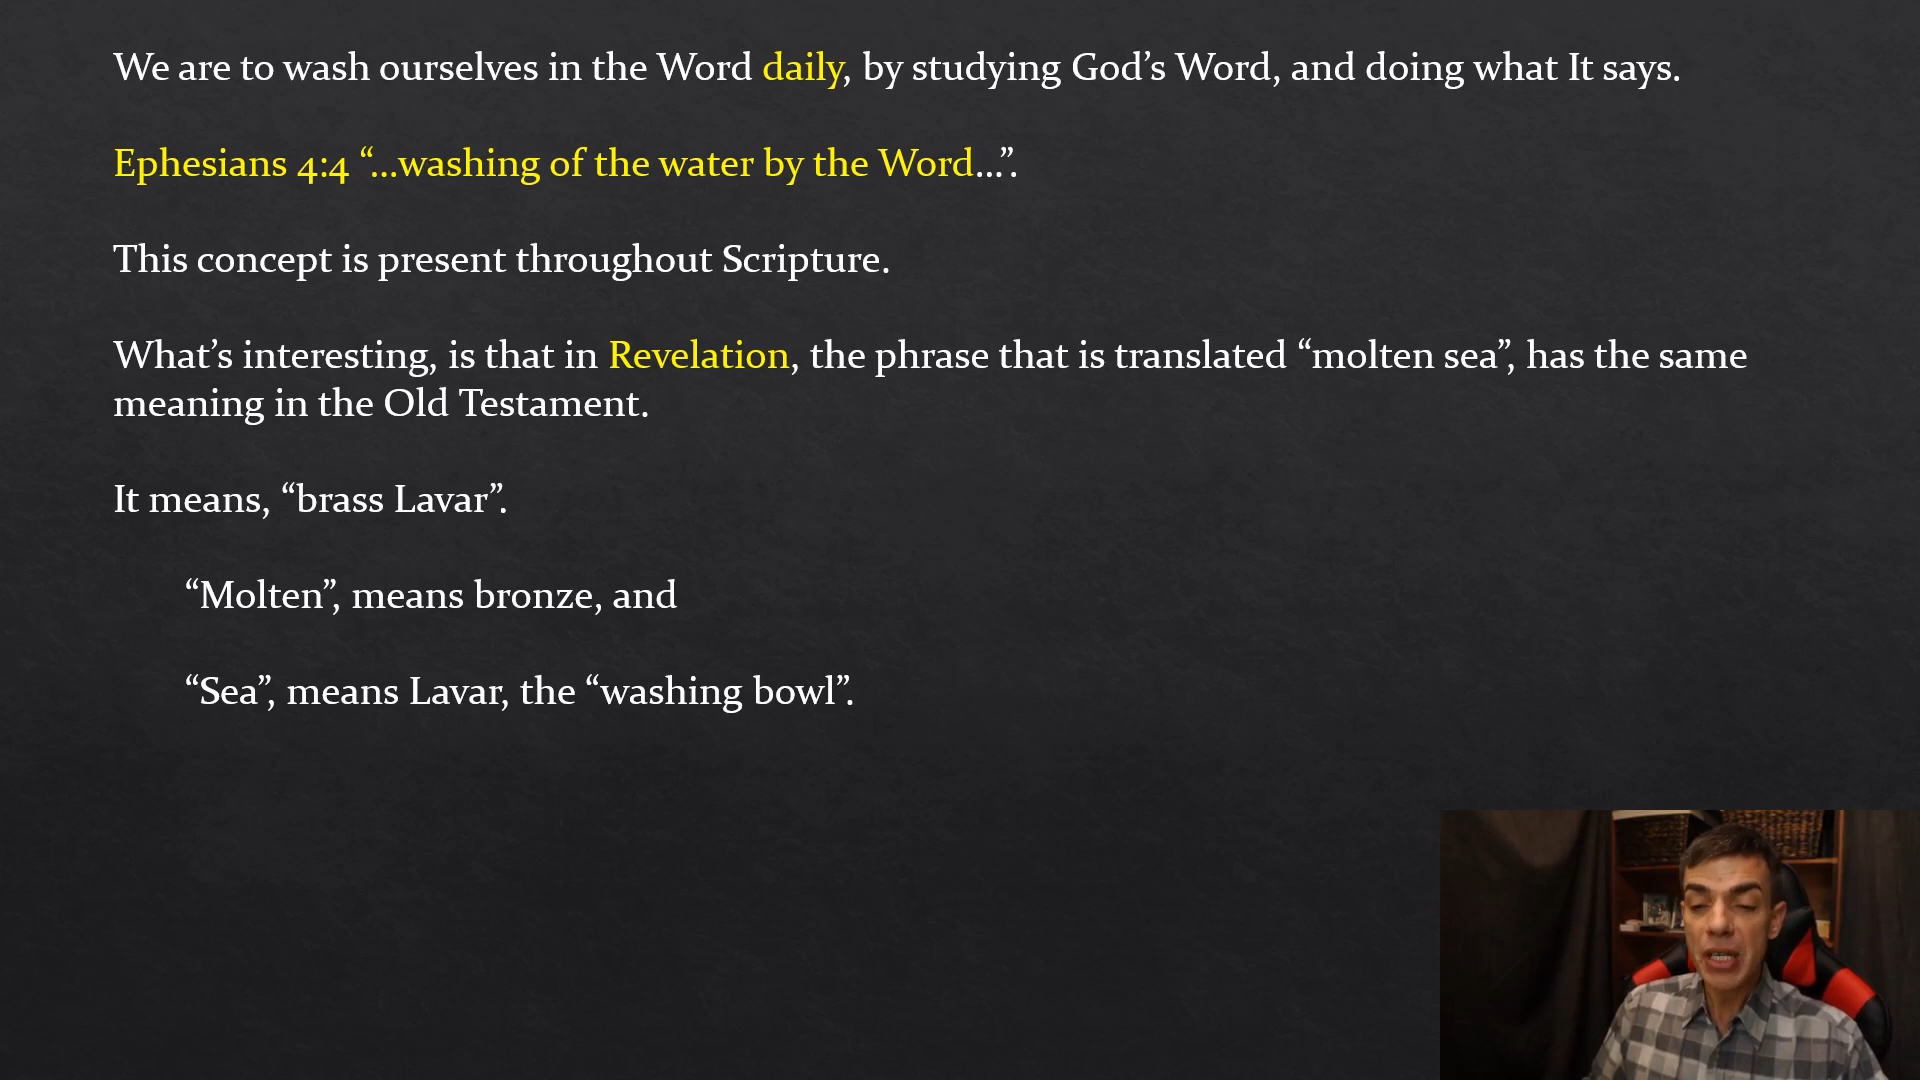 We are to wash ourselves in the Word daily, by studying God’s Word, and doing what It says.
Ephesians 4:4 “…washing of the water by the Word…”.
This concept is present throughout Scripture.
What’s interesting, is that in Revelation, the phrase that is translated “molten sea”, has the same
meaning in the Old Testament.
It means, “brass Lavar”.
“Molten”, means bronze, and
“Sea”, means Lavar, the “washing bowl”.